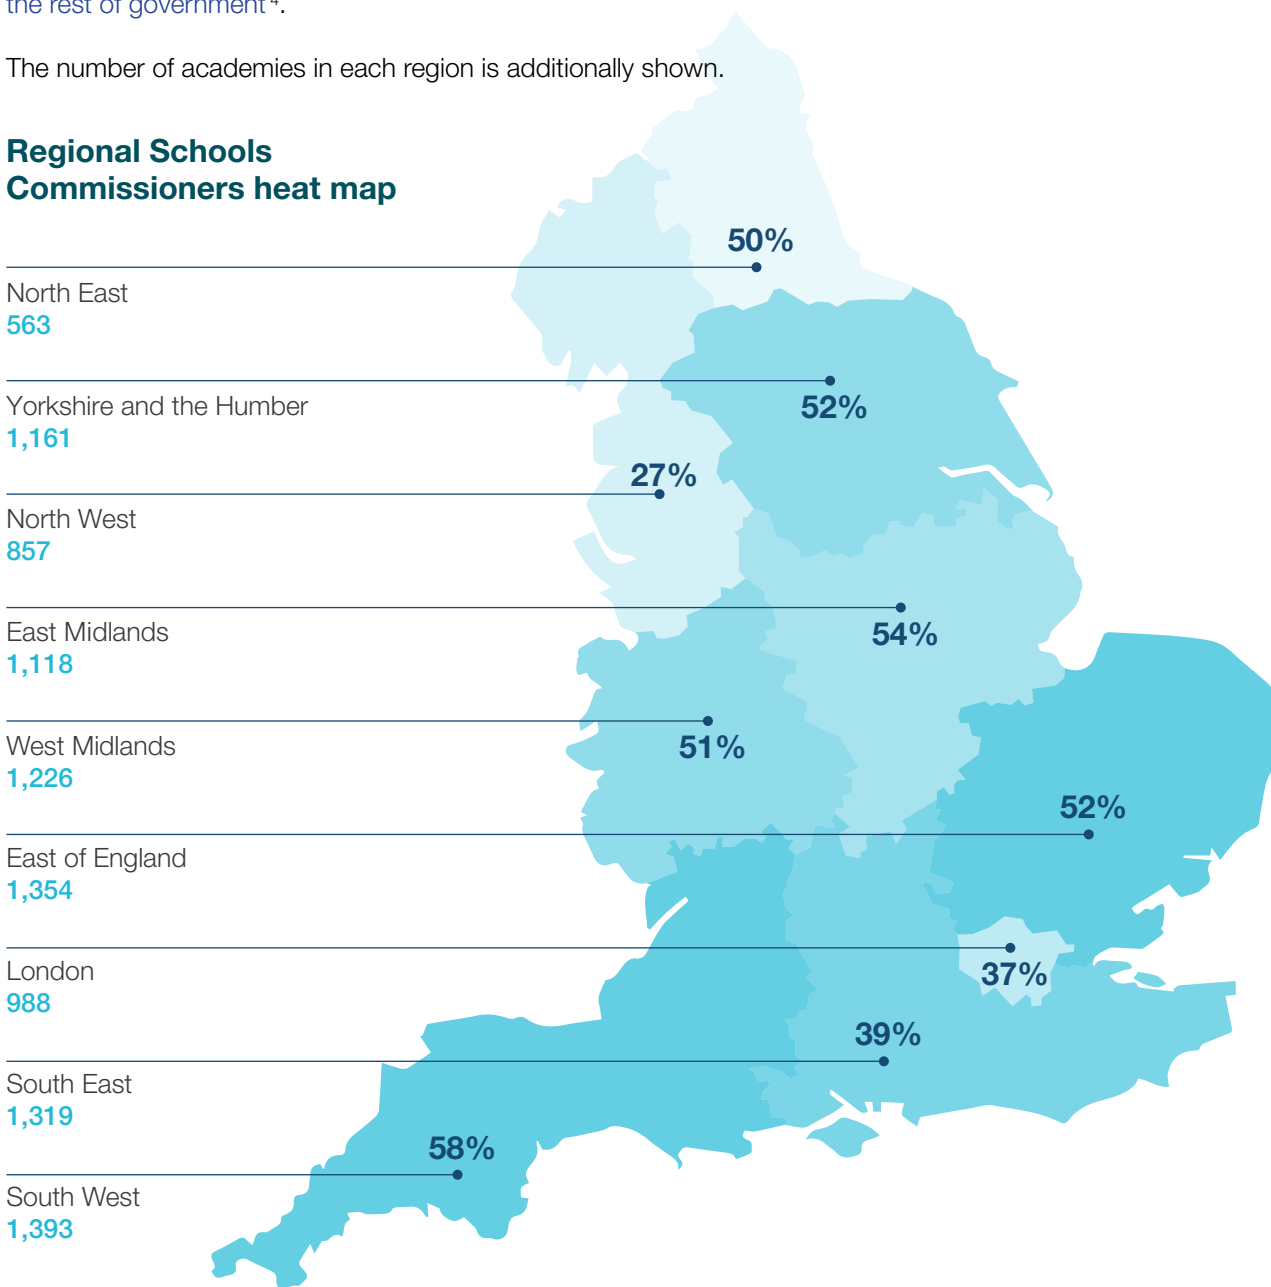 the rest of government⁴.
The number of academies in each region is additionally shown.
Regional Schools
Commissioners heat map
50%
North East
563
52%
Yorkshire and the Humber
1,161
27%
North West
857
54%
East Midlands
1,118
51%
West Midlands
1,226
52%
East of England
1,354
37%
London
988
39%
South East
1,319
58%
South West
1,393